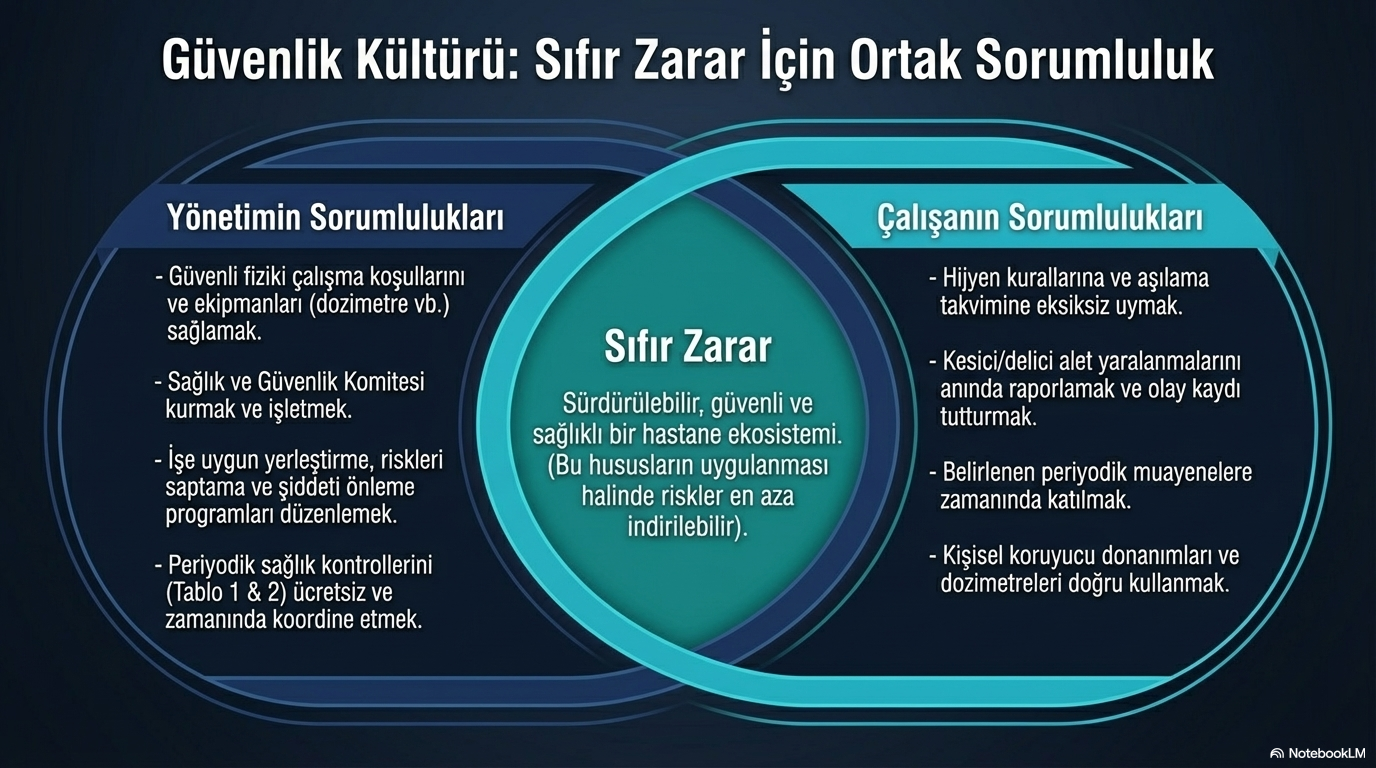 Güvenlik Kültürü: Sıfır Zarar İçin Ortak Sorumluluk
Yönetimin Sorumlulukları
- Güvenli fiziki çalışma koşullarını
ve ekipmanları (dozimetre vb.)
sağlamak.
- Sağlık ve Güvenlik Komitesi
kurmak ve işletmek.
- İşe uygun yerleştirme, riskleri
saptama ve şiddeti önleme
programları düzenlemek.
- Periyodik sağlık kontrollerini
(Tablo 1 & 2) ücretsiz ve
zamanında koordine etmek.
Sıfır Zarar
Sürdürülebilir, güvenli ve
sağlıklı bir hastane ekosistemi.
(Bu hususların uygulanması
halinde riskler en aza
indirilebilir).
Çalışanın Sorumlulukları
- Hijyen kurallarına ve aşılama
takvimine eksiksiz uymak.
- Kesici/delici alet yaralanmalarını
anında raporlamak ve olay kaydı
tutturmak.
- Belirlenen periyodik muayenelere
zamanında katılmak.
- Kişisel koruyucu donanımları ve
dozimetreleri doğru kullanmak.
NotebookLM